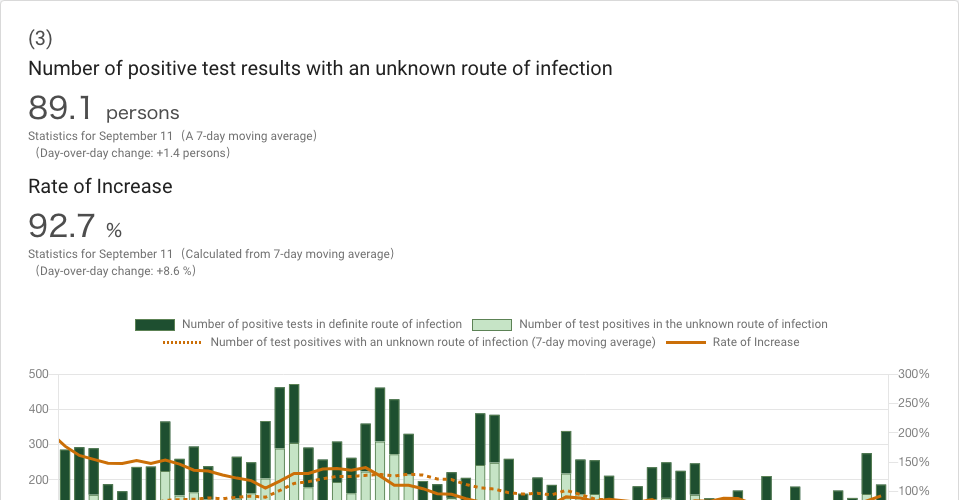 (3)
Number of positive test results with an unknown route of infection
89.1 persons
Statistics for September 11 （A 7-day moving average）
（Day-over-day change: +1.4 persons）
Rate of Increase
92.7 %
Statistics for September 11 （Calculated from 7-day moving average）
（Day-over-day change: +8.6 %）
Number of positive tests in definite route of infection Number of test positives in the unknown route of infection
Number of test positives with an unknown route of infection (7-day moving average) Rate of Increase
500 300%
250%
400
200%
300
150%
200
100%